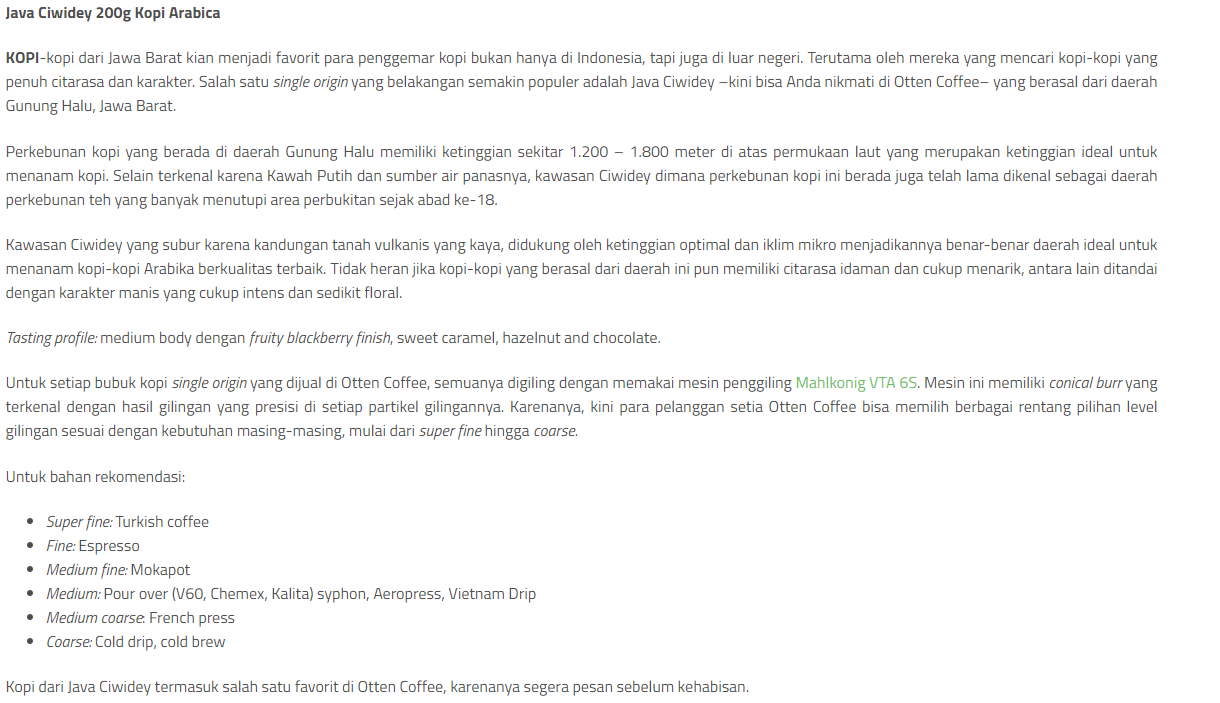 Java Ciwidey 200g Kopi Arabica
KOPI-kopi dari Jawa Barat kian menjadi favorit para penggemar kopi bukan hanya di Indonesia, tapi juga di luar negeri. Terutama oleh mereka yang mencari kopi-kopi yang
penuh citarasa dan karakter. Salah satu single origin yang belakangan semakin populer adalah Java Ciwidey –kini bisa Anda nikmati di Otten Coffee– yang berasal dari daerah
Gunung Halu, Jawa Barat.
Perkebunan kopi yang berada di daerah Gunung Halu memiliki ketinggian sekitar 1.200 – 1.800 meter di atas permukaan laut yang merupakan ketinggian ideal untuk
menanam kopi. Selain terkenal karena Kawah Putih dan sumber air panasnya, kawasan Ciwidey dimana perkebunan kopi ini berada juga telah lama dikenal sebagai daerah
perkebunan teh yang banyak menutupi area perbukitan sejak abad ke-18.
Kawasan Ciwidey yang subur karena kandungan tanah vulkanis yang kaya, didukung oleh ketinggian optimal dan iklim mikro menjadikannya benar-benar daerah ideal untuk
menanam kopi-kopi Arabika berkualitas terbaik. Tidak heran jika kopi-kopi yang berasal dari daerah ini pun memiliki citarasa idaman dan cukup menarik, antara lain ditandai
dengan karakter manis yang cukup intens dan sedikit floral.
Tasting profile: medium body dengan fruity blackberry finish, sweet caramel, hazelnut and chocolate.
Untuk setiap bubuk kopi single origin yang dijual di Otten Coffee, semuanya digiling dengan memakai mesin penggiling Mahlkonig VTA 6S. Mesin ini memiliki conical burr yang
terkenal dengan hasil gilingan yang presisi di setiap partikel gilingannya. Karenanya, kini para pelanggan setia Otten Coffee bisa memilih berbagai rentang pilihan level
gilingan sesuai dengan kebutuhan masing-masing, mulai dari super fine hingga coarse.
Untuk bahan rekomendasi:
• Super fine: Turkish coffee
• Fine: Espresso
• Medium fine: Mokapot
• Medium: Pour over (V60, Chemex, Kalita) syphon, Aeropress, Vietnam Drip
• Medium coarse: French press
• Coarse: Cold drip, cold brew
Kopi dari Java Ciwidey termasuk salah satu favorit di Otten Coffee, karenanya segera pesan sebelum kehabisan.